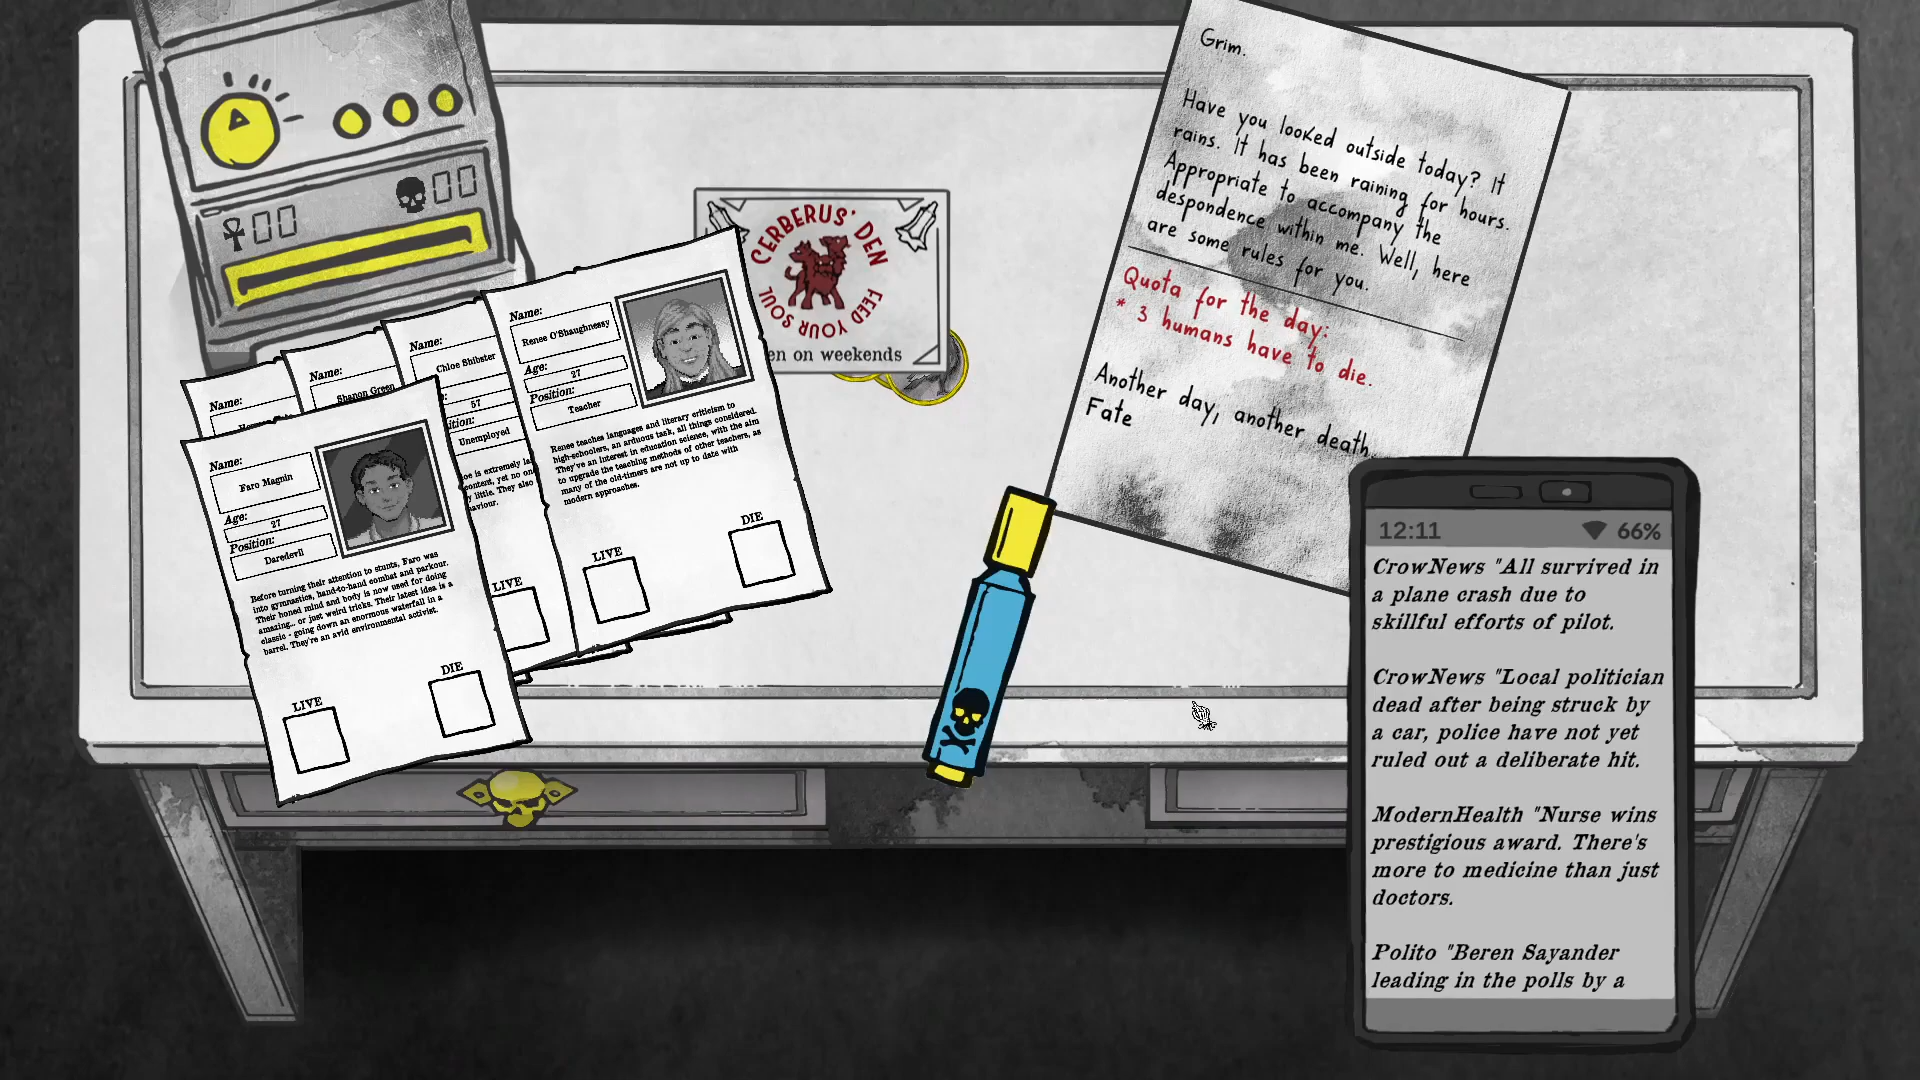 00
00
CERBERUS' DEN
FEED YOUR SOUL
en on weekends
Grim.
Have you looked outside today? It
rains. It has been raining for hours.
Appropriate to accompany the
despondence within me. Well, here
are some rules for you.
Quota for the day:
* 3 humans have to die.
Another day, another death.
Fate
Name:
Name:
Shanon Green
Name:
Chloe Shibster
57
Unemployed
LIVE
Name:
Renee O'Shaughnessy
Age:
27
Position:
Teacher
Renee teaches languages and literary criticism to
high-schoolers, an arduous task, all things considered.
They've an interest in education science, with the aim
to upgrade the teaching methods of other teachers, as
many of the old-timers are not up to date with
modern approaches.
LIVE
DIE
Name:
Faro Magnin
Age:
27
Position:
Daredevil
Before turning their attention to stunts, Faro was
into gymnastics, hand-to-hand combat and parkour.
Their honed mind and body is now used for doing
amazing... or just weird tricks. Their latest idea is a
classic - going down an enormous waterfall in a
barrel. They're an avid environmental activist.
LIVE
DIE
12:11
66%
CrowNews "All survived in
a plane crash due to
skillful efforts of pilot.
CrowNews "Local politician
dead after being struck by
a car, police have not yet
ruled out a deliberate hit.
ModernHealth "Nurse wins
prestigious award. There's
more to medicine than just
doctors.
Polito "Beren Sayander
leading in the polls by a